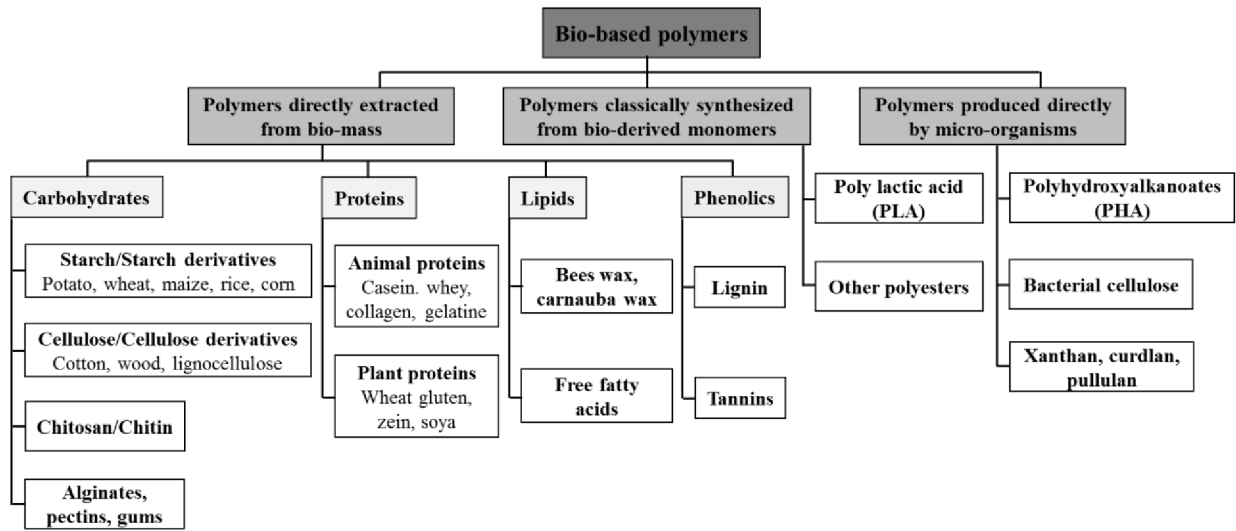 Bio-based polymers
Polymers directly extracted
from bio-mass
Polymers classically synthesized
from bio-derived monomers
Polymers produced directly
by micro-organisms
Carbohydrates
Proteins
Lipids
Phenolics
Starch/Starch derivatives
Potato, wheat, maize, rice, corn
Cellulose/Cellulose derivatives
Cotton, wood, lignocellulose
Chitosan/Chitin
Alginates,
pectins, gums
Animal proteins
Casein. whey,
collagen, gelatine
Plant proteins
Wheat gluten,
zein, soya
Bees wax,
carnauba wax
Free fatty
acids
Lignin
Tannins
Poly lactic acid
(PLA)
Other polyesters
Polyhydroxyalkanoates
(PHA)
Bacterial cellulose
Xanthan, curdlan,
pullulan